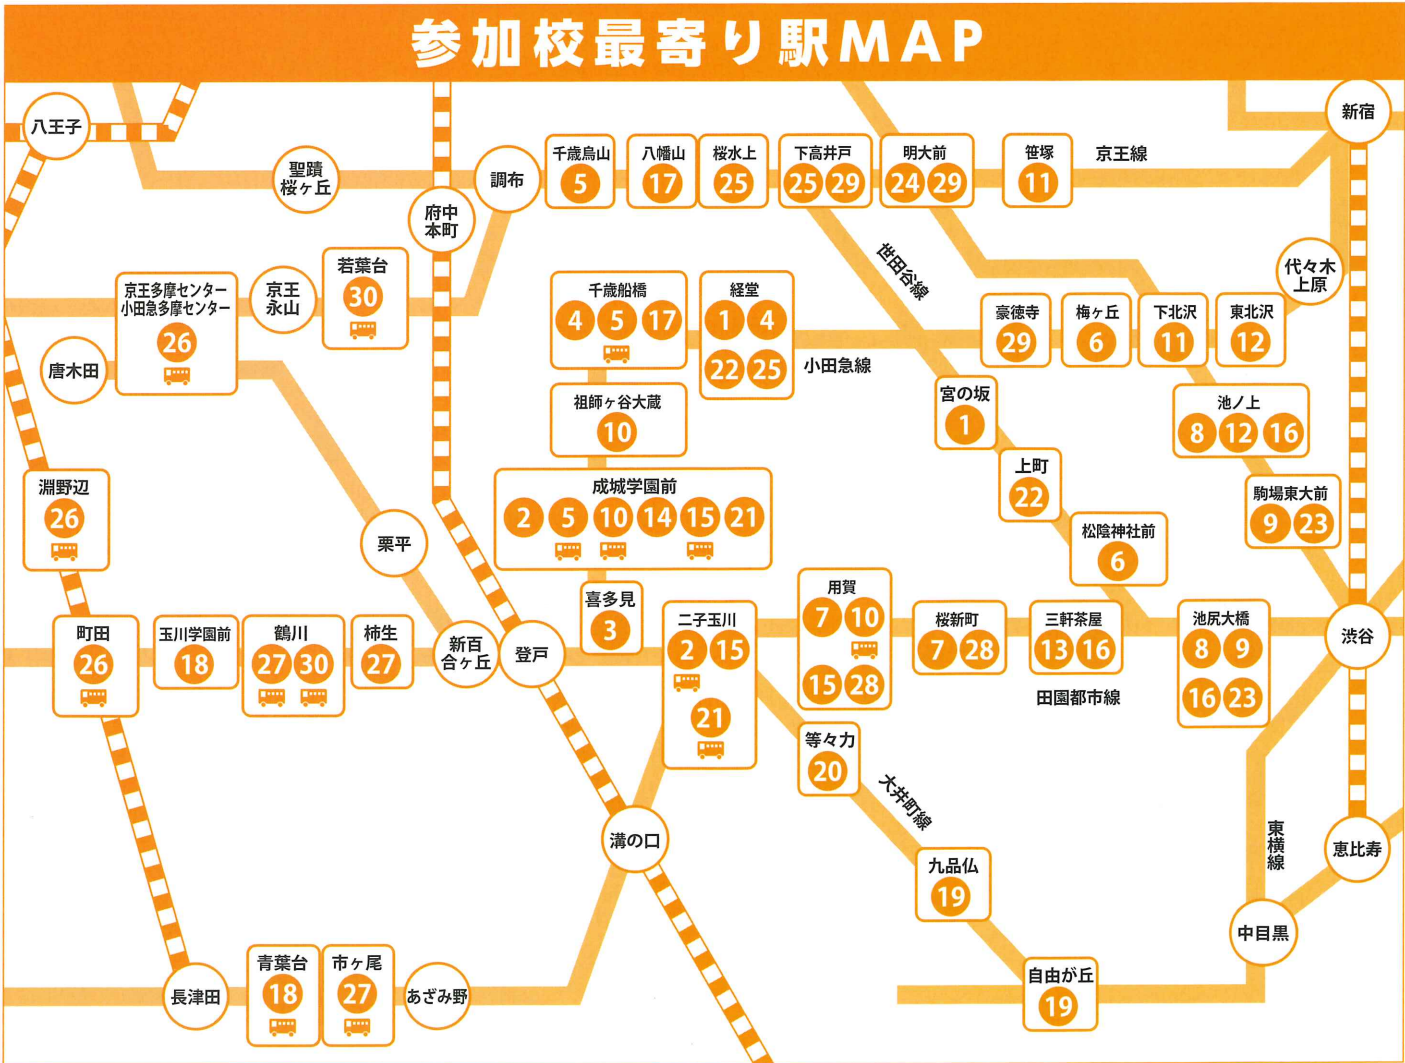 参加校最寄り駅MAP
八王子
新宿
聖蹟
桜ヶ丘
調布
千歳烏山
5
八幡山
17
桜水上
25
下高井戸
25 29
明大前
24 29
笹塚
11
京王線
府中
本町
世田谷線
代々木
上原
京王多摩センター
小田急多摩センター
26
京王
永山
若葉台
30
唐木田
千歳船橋
4 5 17
経堂
1 4
22 25
小田急線
豪徳寺
29
梅ヶ丘
6
下北沢
11
東北沢
12
祖師ヶ谷大蔵
10
宮の坂
1
池ノ上
8 12 16
成城学園前
2 5 10 14 15 21
上町
22
駒場東大前
9 23
淵野辺
26
栗平
松陰神社前
6
喜多見
3
町田
26
玉川学園前
18
鶴川
27 30
柿生
27
新百
合ヶ丘
登戸
二子玉川
2 15
21
用賀
7 10
15 28
桜新町
7 28
三軒茶屋
13 16
田園都市線
池尻大橋
8 9
16 23
渋谷
等々力
20
大井町線
溝の口
九品仏
19
東横線
恵比寿
中目黒
自由が丘
19
長津田
青葉台
18
市ヶ尾
27
あざみ野